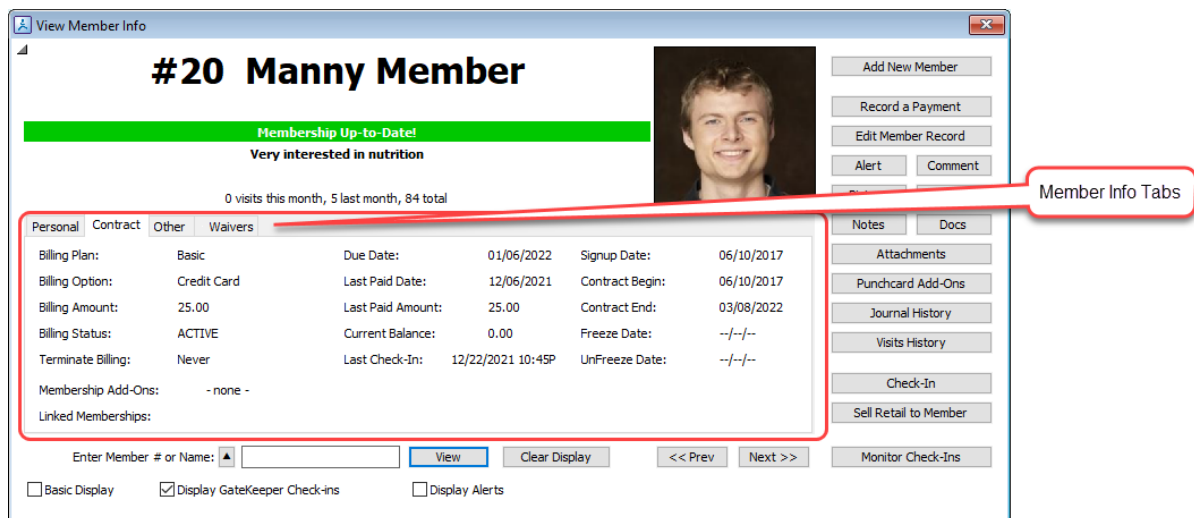 View Member Info
#20 Manny Member
Membership Up-to-Date!
Very interested in nutrition
0 visits this month, 5 last month, 84 total
Add New Member
Record a Payment
Edit Member Record
Alert Comment
Notes Docs
Attachments
Punchcard Add-Ons
Journal History
Visits History
Check-In
Sell Retail to Member
Monitor Check-Ins
Member Info Tabs
Personal Contract Other Waivers
Billing Plan: Basic Due Date: 01/06/2022 Signup Date: 06/10/2017
Billing Option: Credit Card Last Paid Date: 12/06/2021 Contract Begin: 06/10/2017
Billing Amount: 25.00 Last Paid Amount: 25.00 Contract End: 03/08/2022
Billing Status: ACTIVE Current Balance: 0.00 Freeze Date: --/--/--
Terminate Billing: Never Last Check-In: 12/22/2021 10:45P UnFreeze Date: --/--/--
Membership Add-Ons: - none -
Linked Memberships:
Enter Member # or Name: View Clear Display << Prev Next >>
Basic Display Display GateKeeper Check-ins Display Alerts